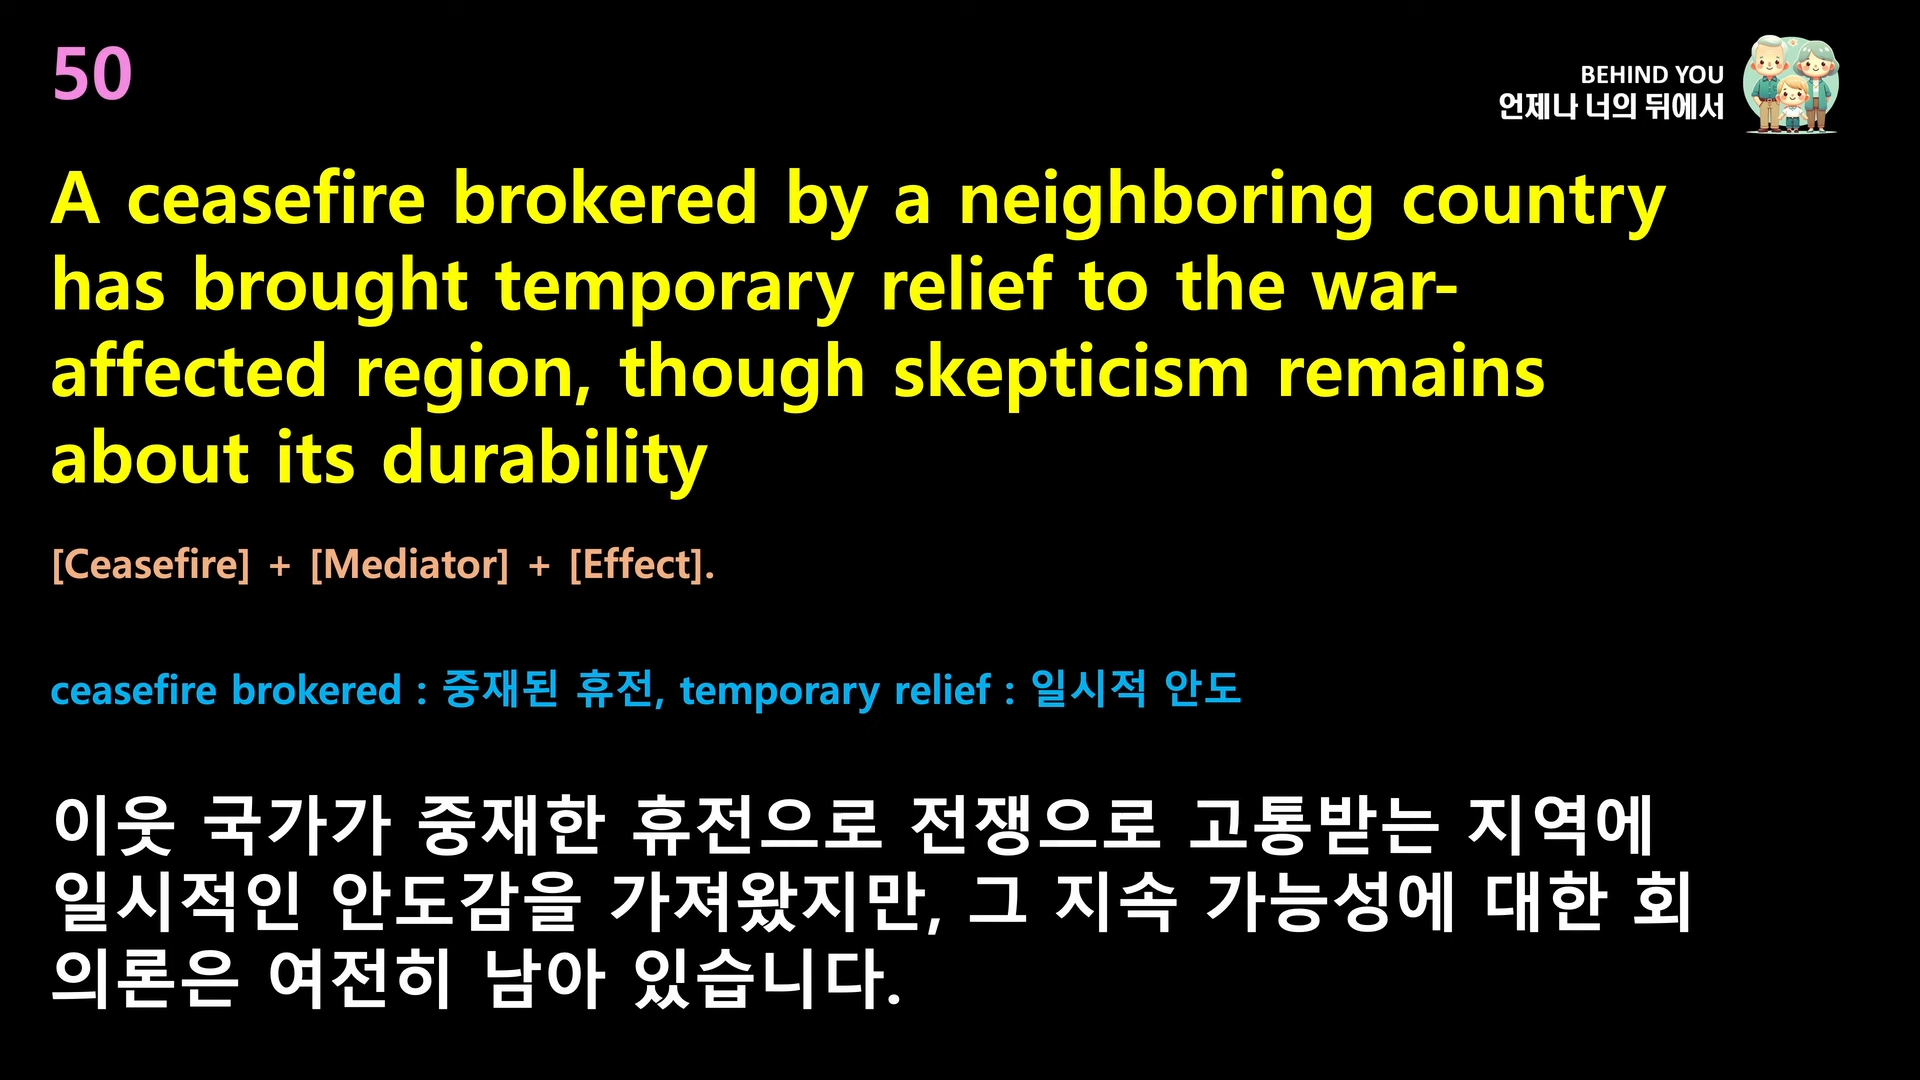 50
BEHIND YOU
언제나 너의 뒤에서
A ceasefire brokered by a neighboring country
has brought temporary relief to the war-
affected region, though skepticism remains
about its durability
[Ceasefire] + [Mediator] + [Effect].
ceasefire brokered : 중재된 휴전, temporary relief : 일시적 안도
이웃 국가가 중재한 휴전으로 전쟁으로 고통받는 지역에
일시적인 안도감을 가져왔지만, 그 지속 가능성에 대한 회
의론은 여전히 남아 있습니다.